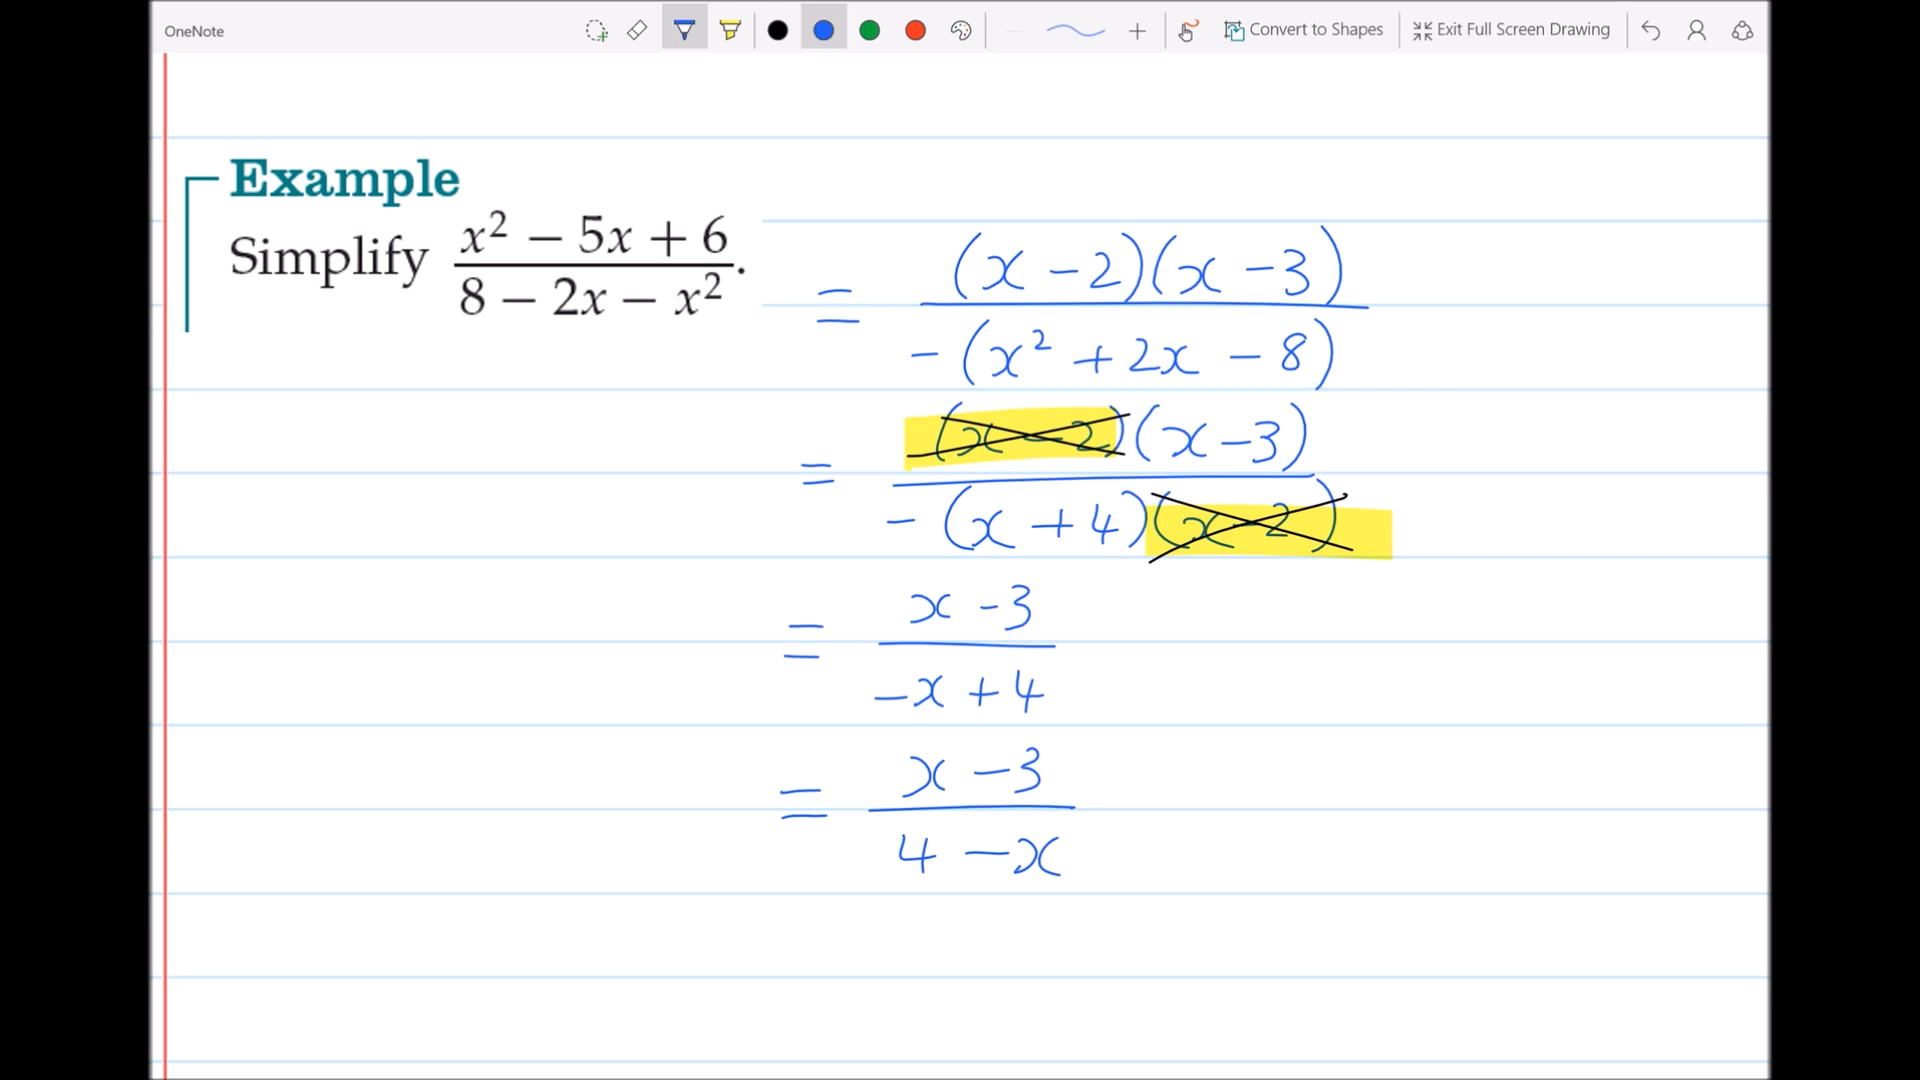 OneNote
Convert to Shapes
Exit Full Screen Drawing
Example
Simplify x² − 5x + 6 / 8 − 2x − x².
= (x − 2)(x − 3) / −(x² + 2x − 8)
= (x − 2)(x − 3) / −(x + 4)(x − 2)
= x − 3 / −x + 4
= x − 3 / 4 − x